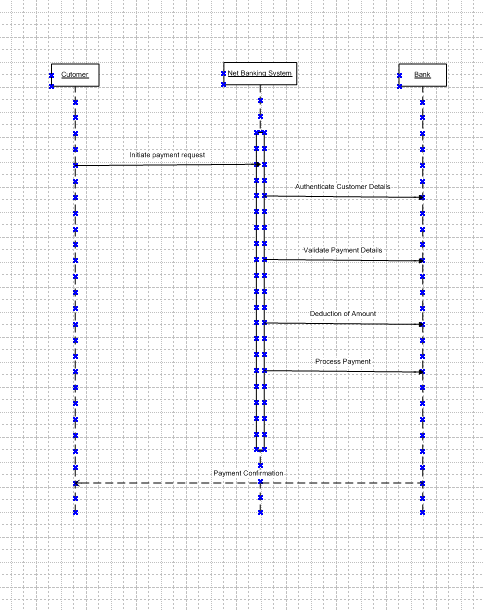 Cutomer
Net Banking System
Bank
Initiate payment request
Authenticate Customer Details
Validate Payment Details
Deduction of Amount
Process Payment
Payment Confirmation